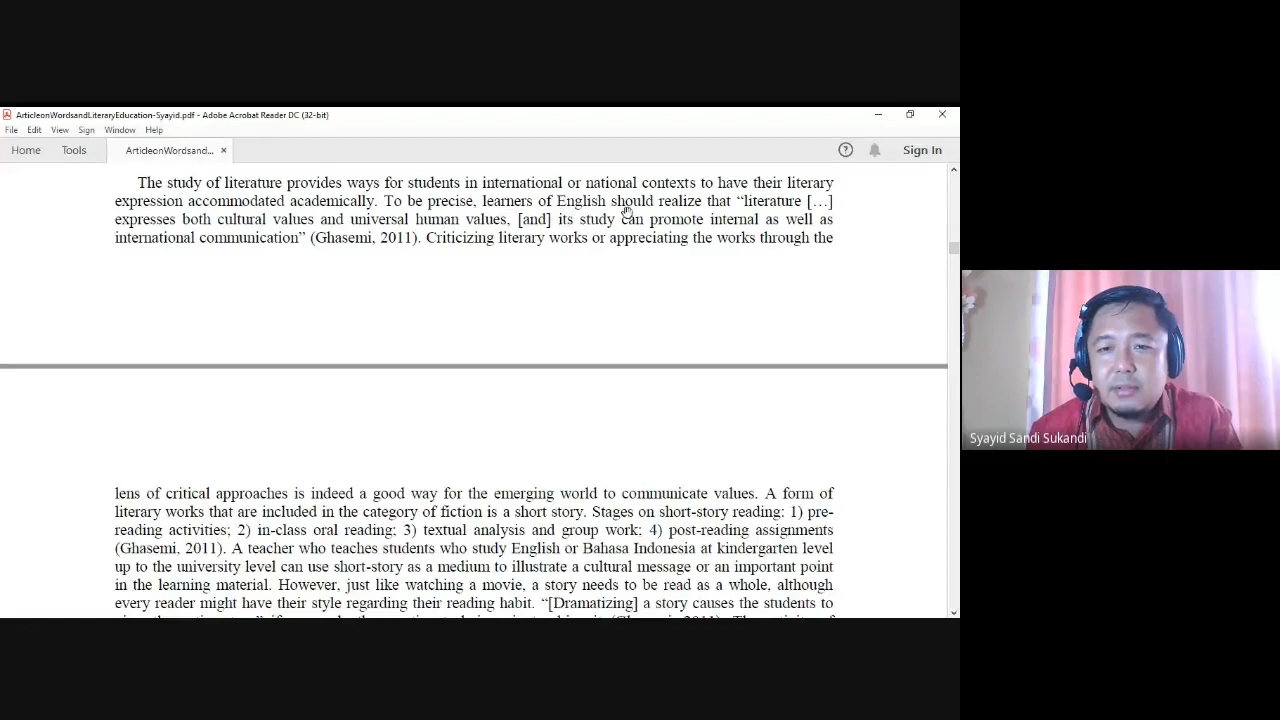 ArticleonWordsandLiteraryEducation-Syayid.pdf - Adobe Acrobat Reader DC (32-bit)
File Edit View Sign Window Help
Home Tools ArticleonWordsand... × Sign In
The study of literature provides ways for students in international or national contexts to have their literary
expression accommodated academically. To be precise, learners of English should realize that “literature […]
expresses both cultural values and universal human values, [and] its study can promote internal as well as
international communication” (Ghasemi, 2011). Criticizing literary works or appreciating the works through the
lens of critical approaches is indeed a good way for the emerging world to communicate values. A form of
literary works that are included in the category of fiction is a short story. Stages on short-story reading: 1) pre-
reading activities; 2) in-class oral reading; 3) textual analysis and group work; 4) post-reading assignments
(Ghasemi, 2011). A teacher who teaches students who study English or Bahasa Indonesia at kindergarten level
up to the university level can use short-story as a medium to illustrate a cultural message or an important point
in the learning material. However, just like watching a movie, a story needs to be read as a whole, although
every reader might have their style regarding their reading habit. “[Dramatizing] a story causes the students to
Syayid Sandi Sukandi